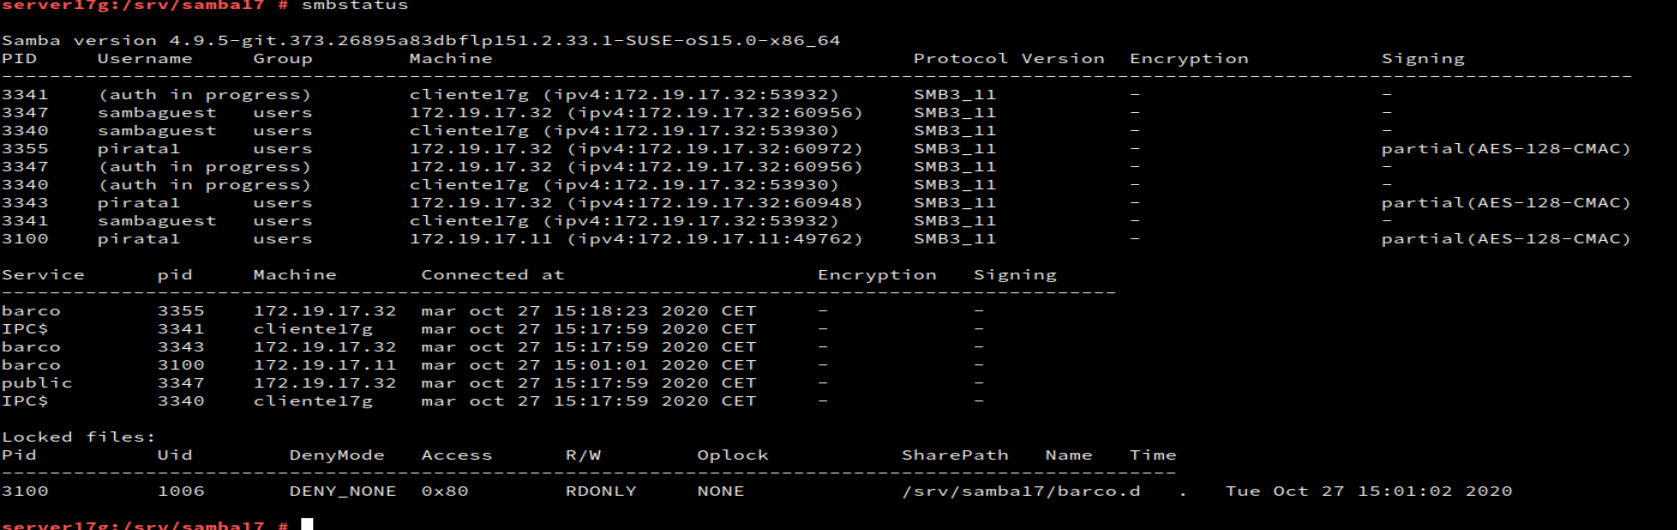 server17g:/srv/samba17 # smbstatus
Samba version 4.9.5-git.373.26895a83dbflp151.2.33.1-SUSE-oS15.0-x86_64
PID     Username     Group        Machine                                   Protocol Version  Encryption           Signing
----------------------------------------------------------------------------------------------------------------------------------------
3341    (auth in progress)        cliente17g (ipv4:172.19.17.32:53932)      SMB3_11           -                    -
3347    sambaguest   users        172.19.17.32 (ipv4:172.19.17.32:60956)    SMB3_11           -                    -
3340    sambaguest   users        cliente17g (ipv4:172.19.17.32:53930)      SMB3_11           -                    -
3355    pirata1      users        172.19.17.32 (ipv4:172.19.17.32:60972)    SMB3_11           -                    partial(AES-128-CMAC)
3347    (auth in progress)        172.19.17.32 (ipv4:172.19.17.32:60956)    SMB3_11           -                    -
3340    (auth in progress)        cliente17g (ipv4:172.19.17.32:53930)      SMB3_11           -                    -
3343    pirata1      users        172.19.17.32 (ipv4:172.19.17.32:60948)    SMB3_11           -                    partial(AES-128-CMAC)
3341    sambaguest   users        cliente17g (ipv4:172.19.17.32:53932)      SMB3_11           -                    -
3100    pirata1      users        172.19.17.11 (ipv4:172.19.17.11:49762)    SMB3_11           -                    partial(AES-128-CMAC)
Service      pid     Machine       Connected at                     Encryption   Signing
---------------------------------------------------------------------------------------------
barco        3355    172.19.17.32  mar oct 27 15:18:23 2020 CET     -            -
IPC$         3341    cliente17g    mar oct 27 15:17:59 2020 CET     -            -
barco        3343    172.19.17.32  mar oct 27 15:17:59 2020 CET     -            -
barco        3100    172.19.17.11  mar oct 27 15:01:01 2020 CET     -            -
public       3347    172.19.17.32  mar oct 27 15:17:59 2020 CET     -            -
IPC$         3340    cliente17g    mar oct 27 15:17:59 2020 CET     -            -
Locked files:
Pid          Uid        DenyMode   Access      R/W        Oplock           SharePath   Name   Time
--------------------------------------------------------------------------------------------------
3100         1006       DENY_NONE  0x80        RDONLY     NONE             /srv/samba17/barco.d   .   Tue Oct 27 15:01:02 2020
server17g:/srv/samba17 #